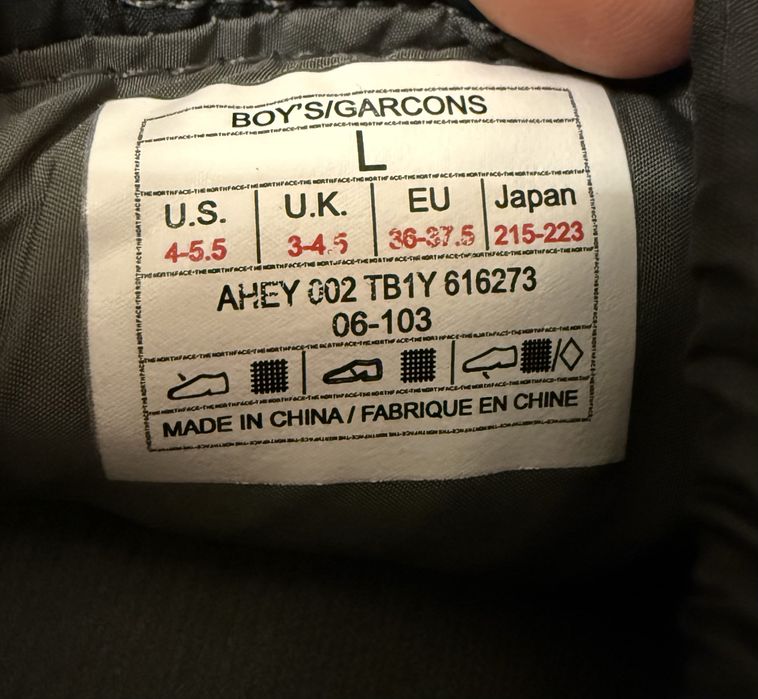 BOY'S/GARCONS
L
U.S. U.K. EU Japan
4-5.5 3-4.5 36-37.5 215-223
AHEY 002 TB1Y 616273
06-103
MADE IN CHINA / FABRIQUE EN CHINE